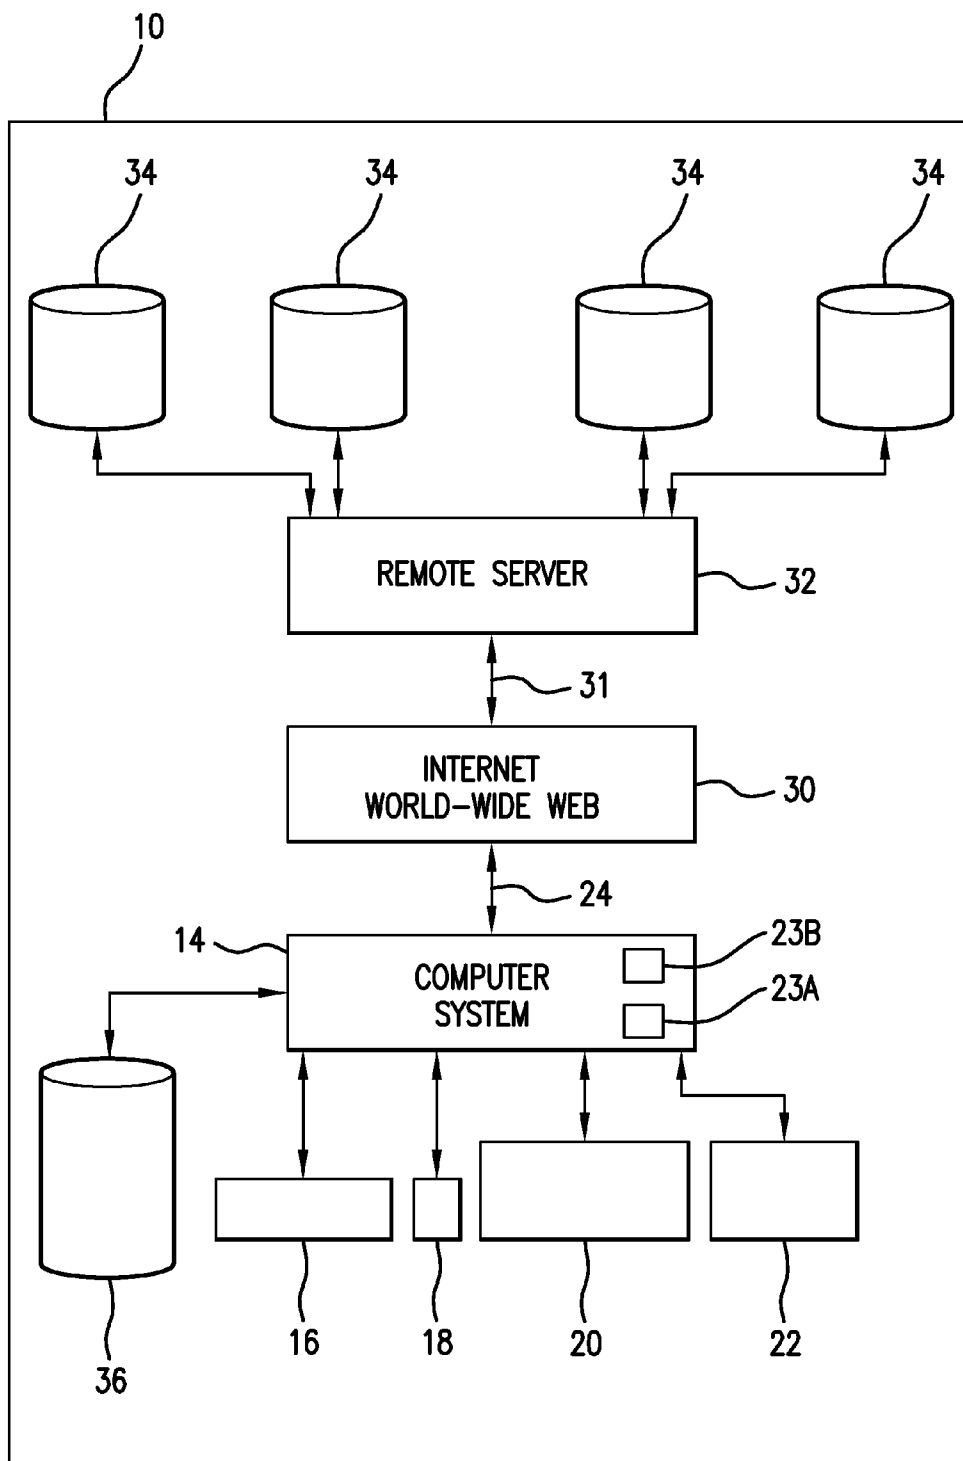 10
34 34 34 34
REMOTE SERVER
32
31
INTERNET
WORLD-WIDE WEB
30
24
14
COMPUTER
SYSTEM
23B
23A
16 18 20 22
36